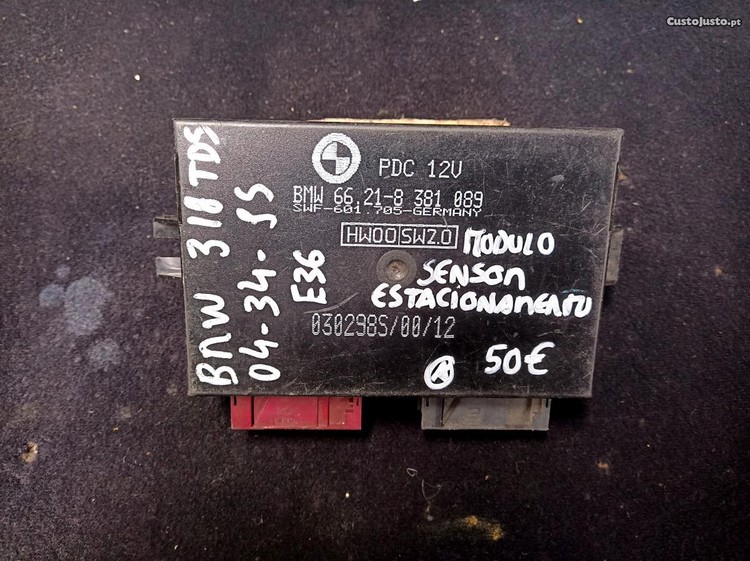 CustoJusto.pt
PDC 12V
BMW 66.21-8 381 089
SWF-601.705-GERMANY
HW00 SW2.0
030298S/00/12
BMW 318 TDS
04-34-JS
E36
MODULO
SENSOR
ESTACIONAMENTO
50€